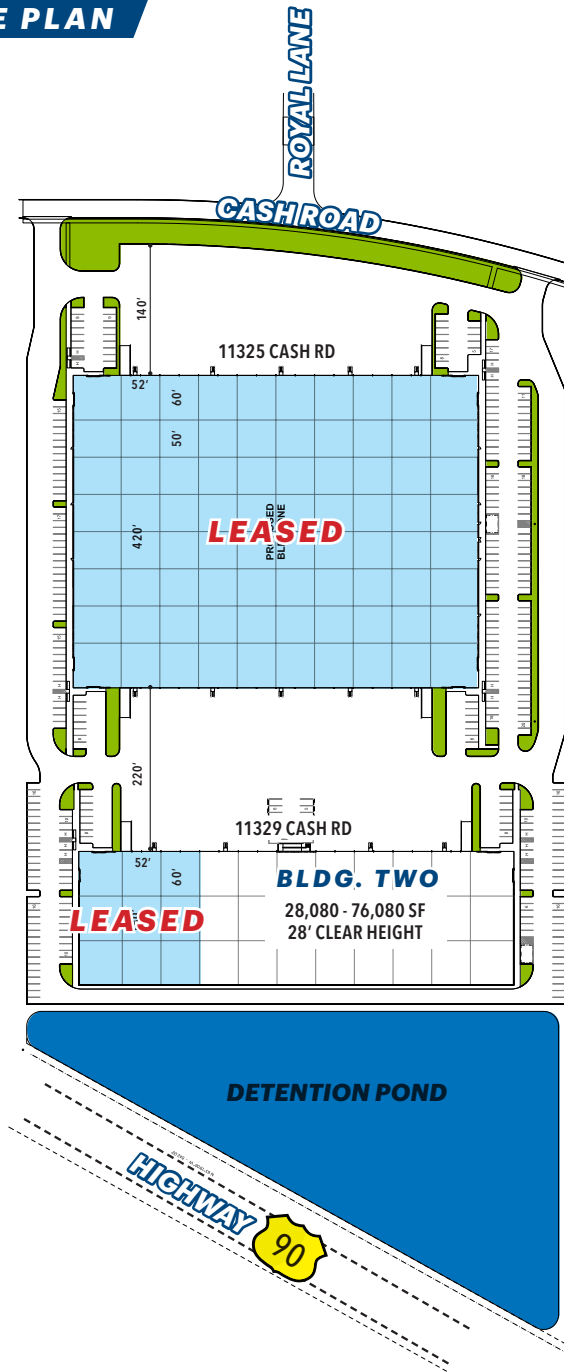 E PLAN
ROYAL LANE
CASH ROAD
140'
11325 CASH RD
52'
60'
50'
420'
LEASED
220'
11329 CASH RD
52'
60'
BLDG. TWO
LEASED
28,080 - 76,080 SF
28' CLEAR HEIGHT
DETENTION POND
HIGHWAY
90